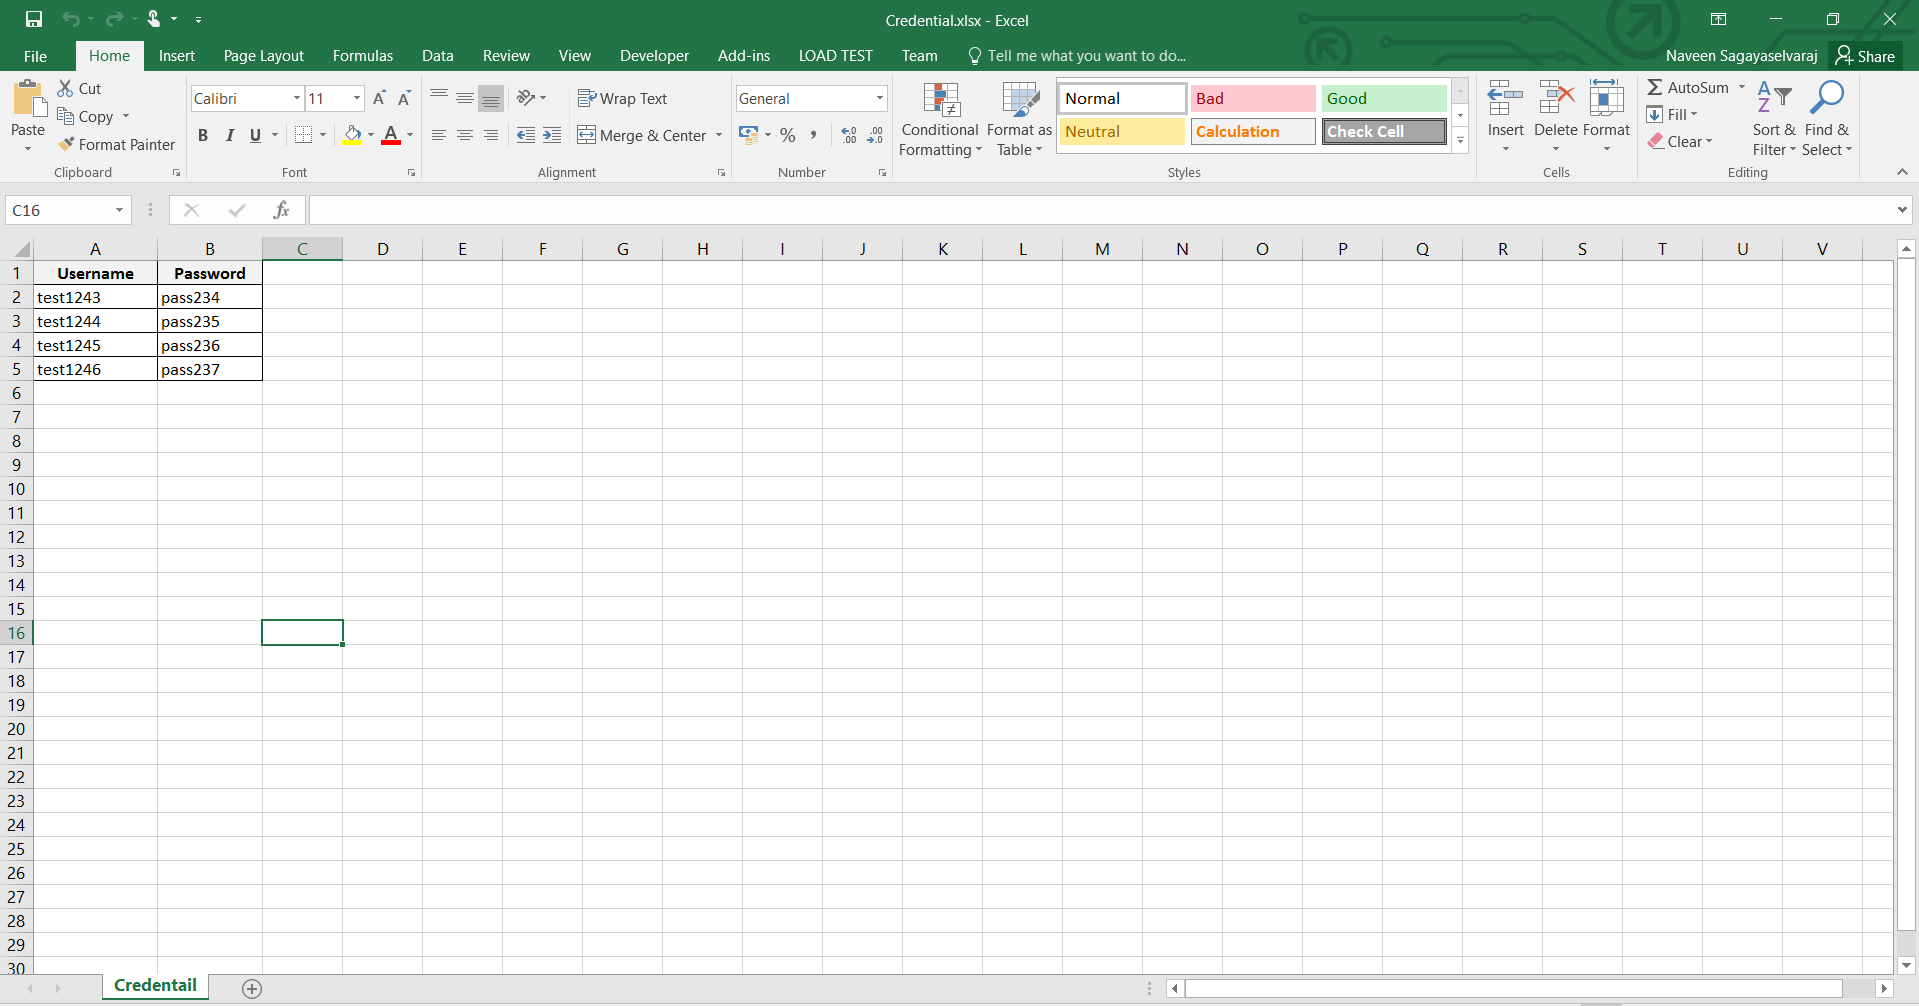 Credential.xlsx - Excel
File Home Insert Page Layout Formulas Data Review View Developer Add-ins LOAD TEST Team Tell me what you want to do... Naveen Sagayaselvaraj Share
Paste
Cut
Copy
Format Painter
Clipboard
Calibri 11 A A
B I U A
Font
Wrap Text
Merge & Center
Alignment
General
% , .00 .00
Number
Conditional Formatting
Format as Table
Normal Bad Good
Neutral Calculation Check Cell
Styles
Insert Delete Format
Cells
AutoSum
Fill
Clear
Sort & Filter
Find & Select
Editing
C16 fx
A B C D E F G H I J K L M N O P Q R S T U V
1 Username Password
2 test1243 pass234
3 test1244 pass235
4 test1245 pass236
5 test1246 pass237
6
7
8
9
10
11
12
13
14
15
16
17
18
19
20
21
22
23
24
25
26
27
28
29
30
Credentail